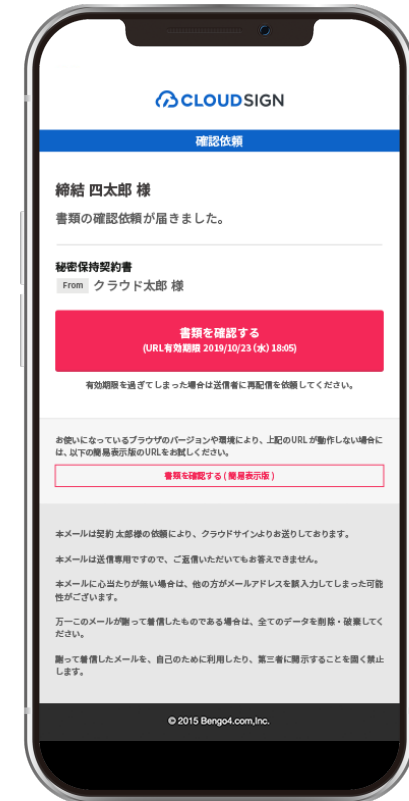 CLOUDSIGN
確認依頼
締結 四太郎 様
書類の確認依頼が届きました。
秘密保持契約書
From クラウド太郎 様
書類を確認する
(URL有効期限 2019/10/23 (水) 18:05)
有効期限を過ぎてしまった場合は送信者に再配信を依頼してください。
お使いになっているブラウザのバージョンや環境により、上記のURLが動作しない場合に
は、以下の簡易表示版のURLをお試しください。
書類を確認する ( 簡易表示版 )
本メールは契約 太郎様の依頼により、クラウドサインよりお送りしております。
本メールは送信専用ですので、ご返信いただいてもお答えできません。
本メールに心当たりが無い場合は、他の方がメールアドレスを誤入力してしまった可能
性がございます。
万一このメールが謝って着信したものである場合は、全てのデータを削除・破棄してく
ださい。
謝って着信したメールを、自己のために利用したり、第三者に開示することを固く禁止
します。
© 2015 Bengo4.com,Inc.